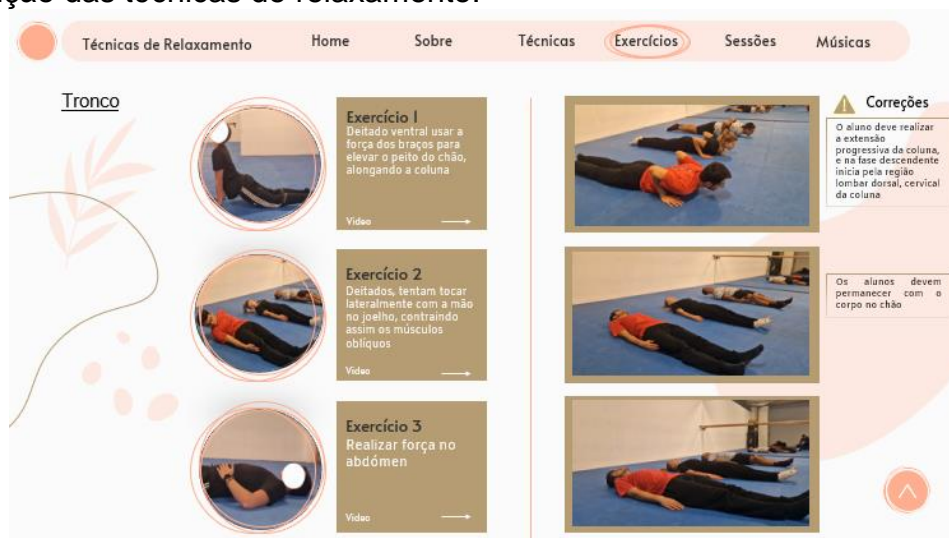 ção das técnicas de relaxamento.
Técnicas de Relaxamento Home Sobre Técnicas Exercícios Sessões Músicas
Tronco
Exercício 1
Deitado ventral usar a
força dos braços para
elevar o peito do chão,
alongando a coluna
Video
Correções
O aluno deve realizar
a extensão
progressiva da coluna,
e na fase descendente
inicia pela região
lombar dorsal, cervical
da coluna
Exercício 2
Deitados, tentam tocar
lateralmente com a mão
no joelho, contraindo
assim os músculos
oblíquos
Video
Os alunos devem
permanecer com o
corpo no chão
Exercício 3
Realizar força no
abdómen
Video